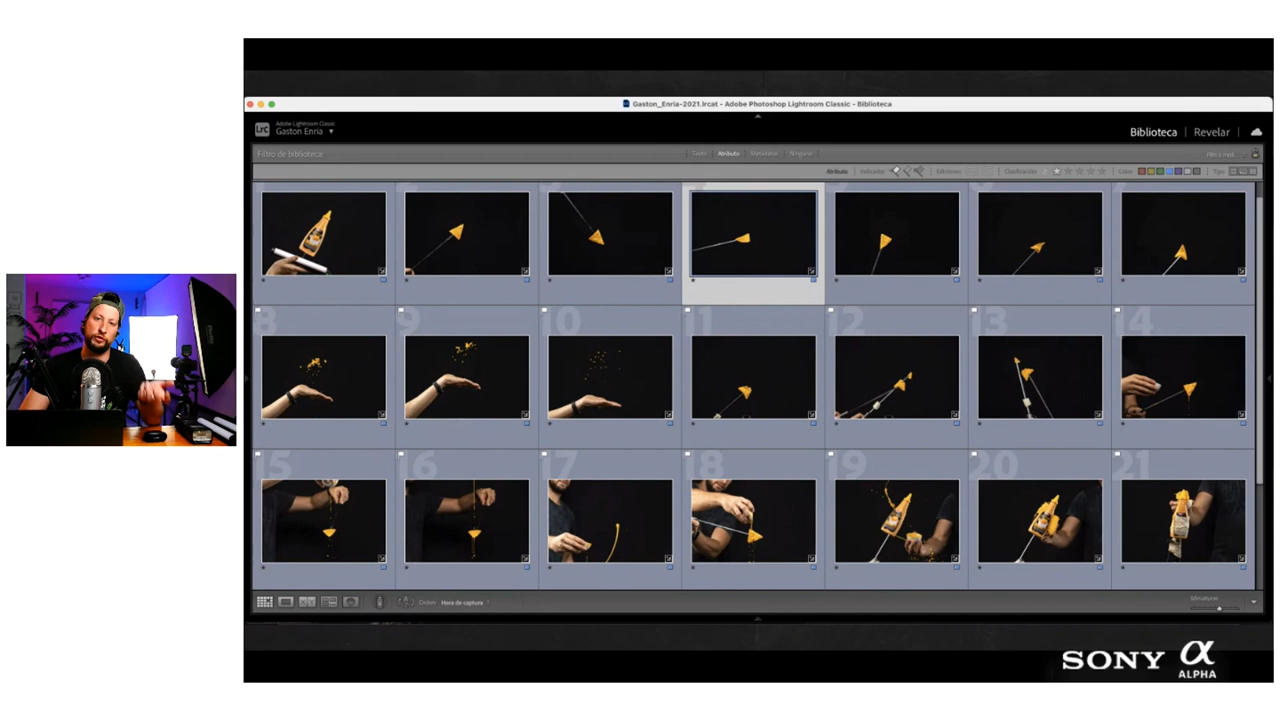 Gaston_Enria-2021.lrcat - Adobe Photoshop Lightroom Classic - Biblioteca
LrC
Adobe Lightroom Classic
Gaston Enria
Biblioteca | Revelar
Filtro de biblioteca
Texto Atributo Metadatos Ninguno
Atributo Indicador Ediciones Clasificación Color Tipo
8 9 10 11 12 13 14
15 16 17 18 19 20 21
Orden: Hora de captura
Miniaturas
SONY α
ALPHA